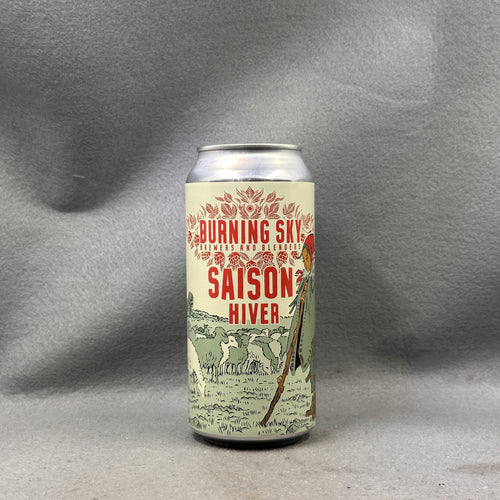 BURNING SKY
BREWERS AND BLENDERS
SAISON
HIVER